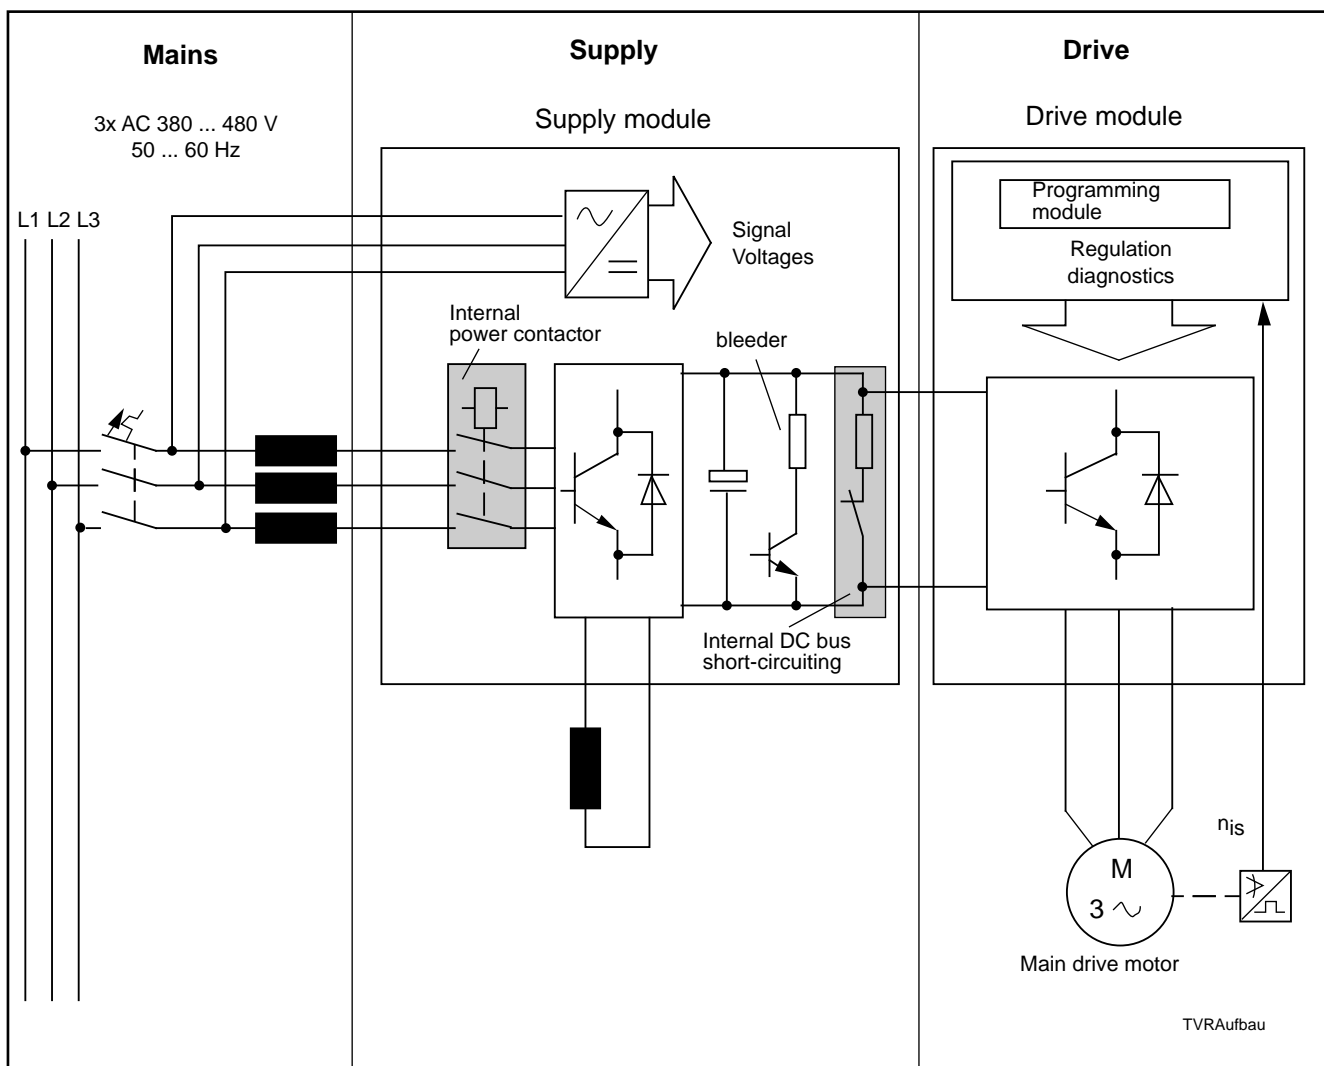 Mains
Supply
Drive
3x AC 380 ... 480 V
50 ... 60 Hz
Supply module
Drive module
L1 L2 L3
Programming
module
Regulation
diagnostics
Signal
Voltages
Internal
power contactor
bleeder
Internal DC bus
short-circuiting
nis
M
3
Main drive motor
TVRAufbau